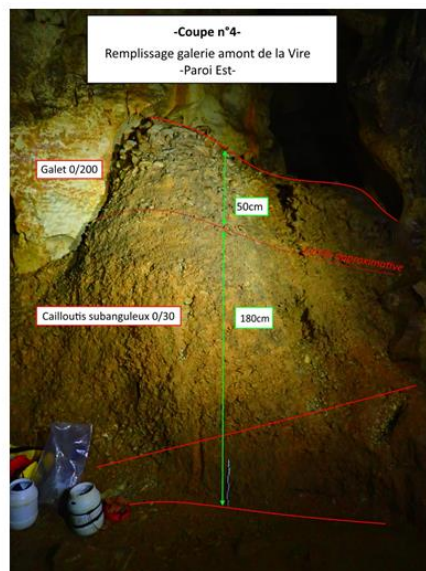 -Coupe n°4-
Remplissage galerie amont de la Vire
-Paroi Est-
Galet 0/200
50cm
Limite approximative
Cailloutis subanguleux 0/30
180cm